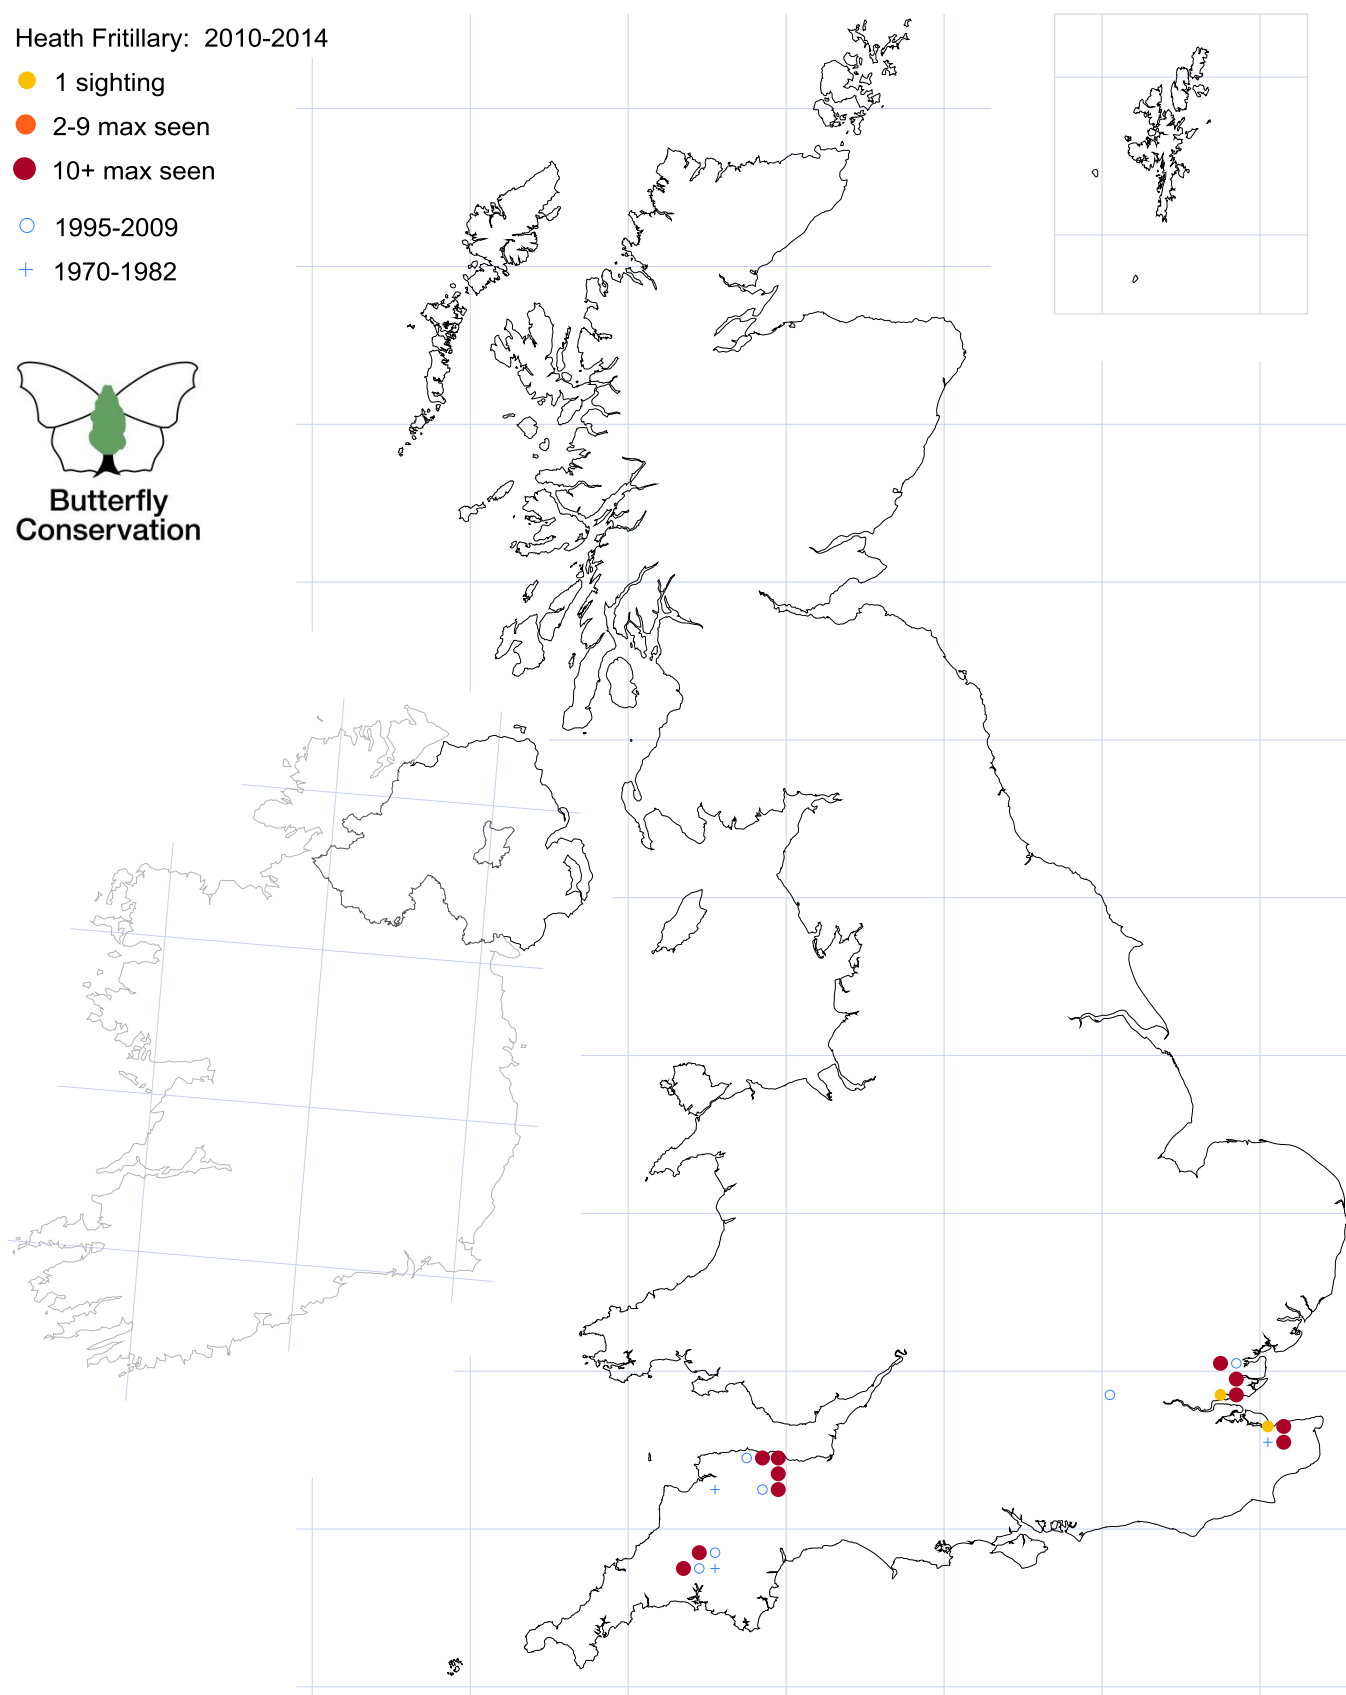 Heath Fritillary: 2010-2014
1 sighting
2-9 max seen
10+ max seen
1995-2009
1970-1982
Butterfly
Conservation